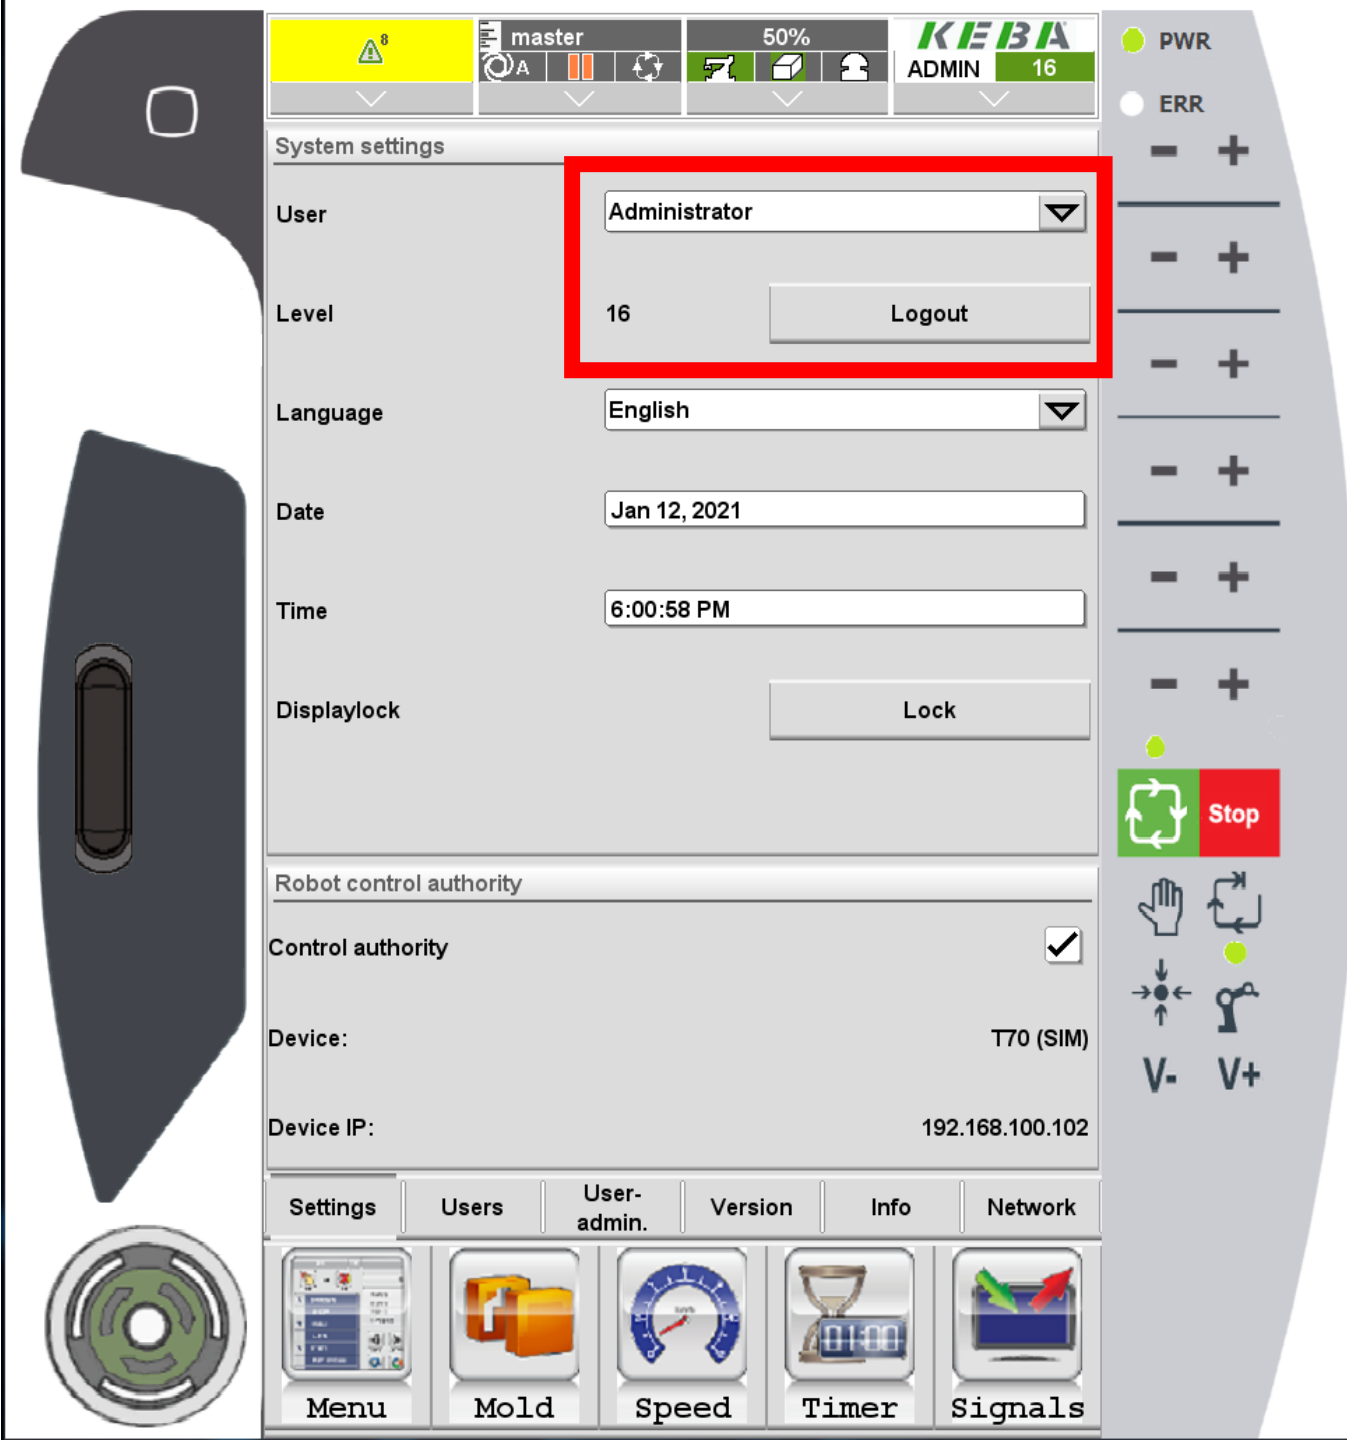 8
master
50%
KEBA
A
ADMIN 16
PWR
ERR
System settings
User
Administrator
Level
16
Logout
Language
English
Date
Jan 12, 2021
Time
6:00:58 PM
Displaylock
Lock
Stop
Robot control authority
Control authority
Device:
T70 (SIM)
V- V+
Device IP:
192.168.100.102
Settings
Users
User-
admin.
Version
Info
Network
01:00
Menu
Mold
Speed
Timer
Signals